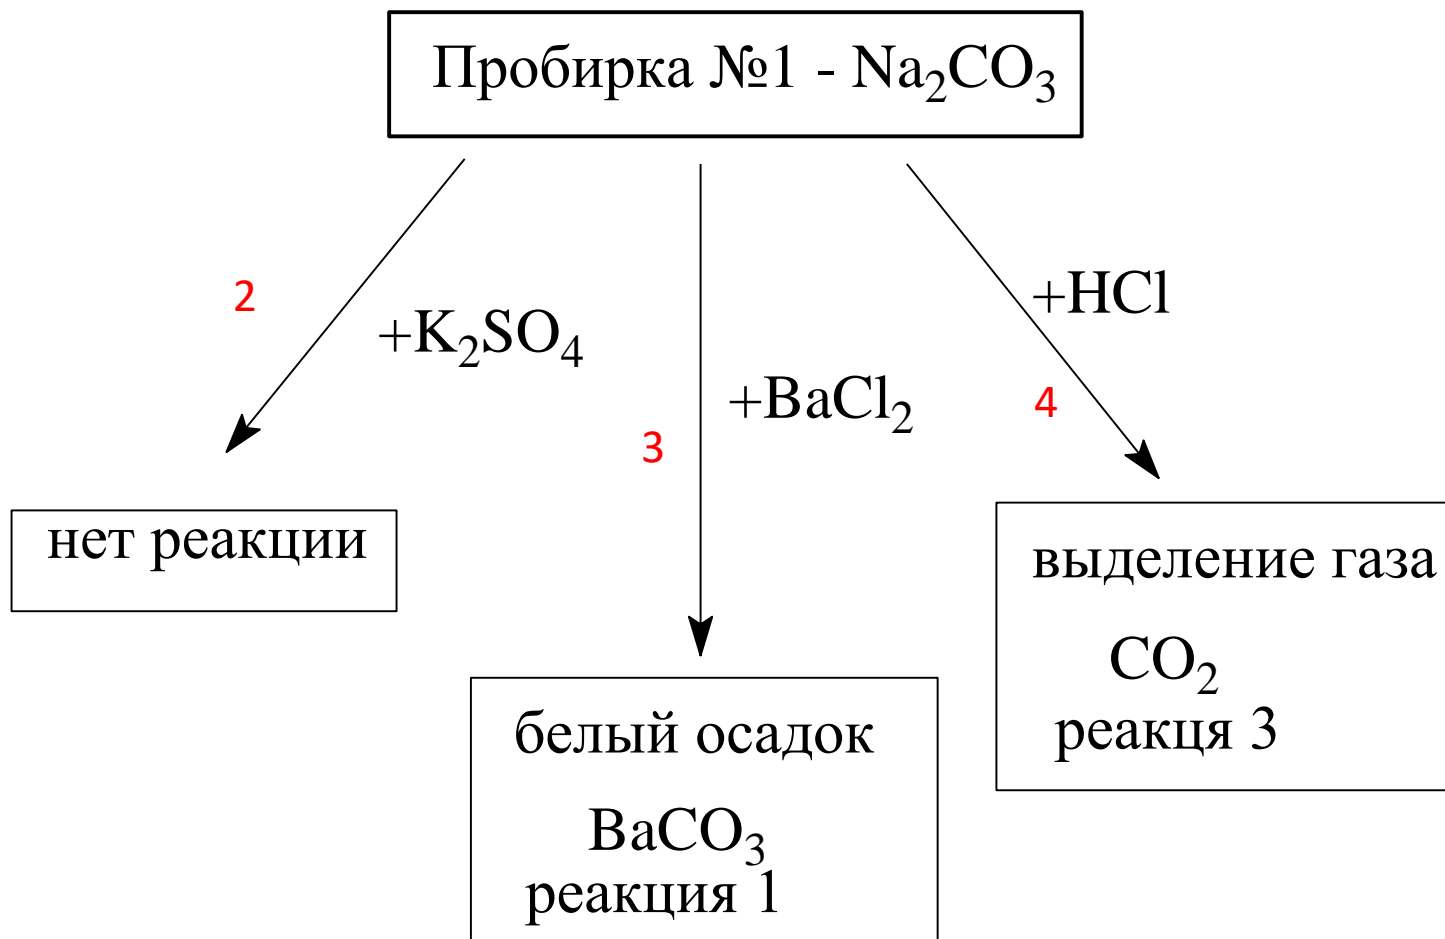 Пробирка №1 - Na₂CO₃
2
+K₂SO₄
3
+BaCl₂
+HCl
4
нет реакции
белый осадок
BaCO₃
реакция 1
выделение газа
CO₂
реакця 3